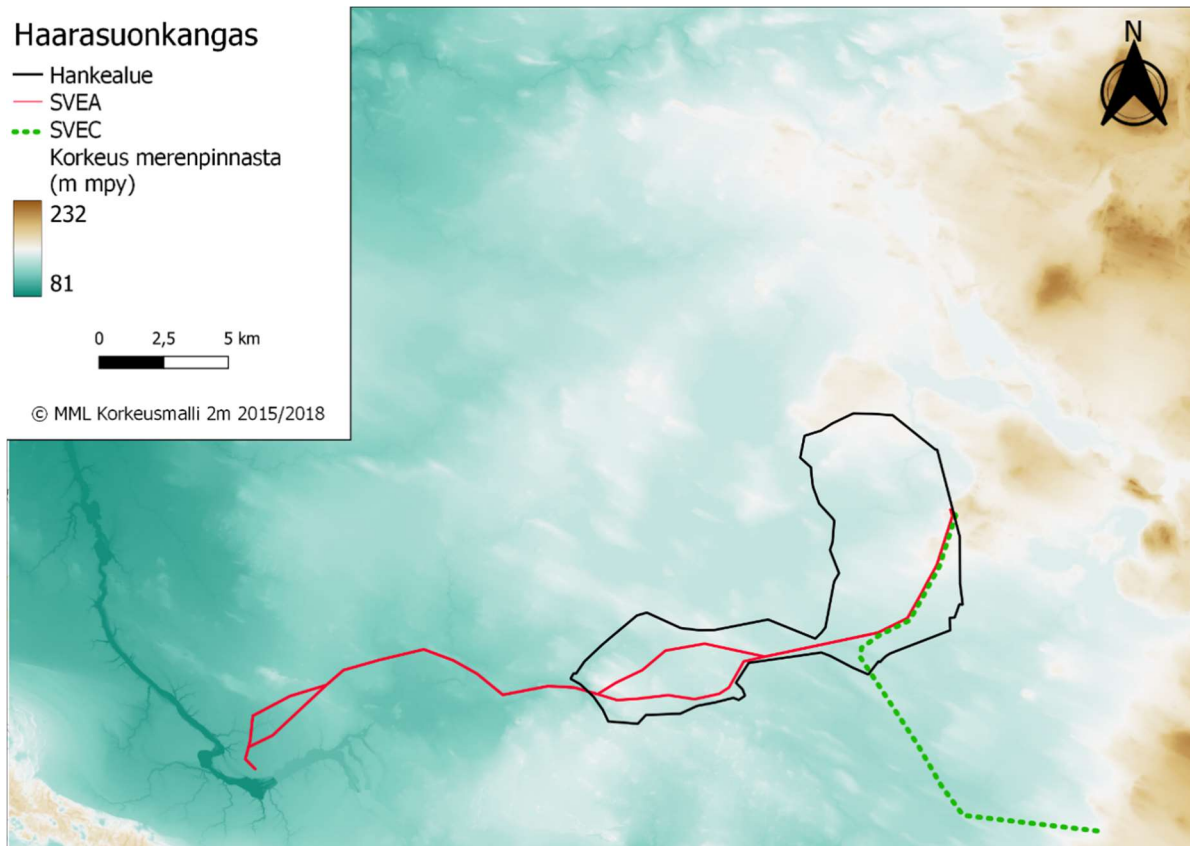 Haarasuonkangas
Hankealue
SVEA
SVEC
Korkeus merenpinnasta
(m mpy)
232
81
0 2,5 5 km
© MML Korkeusmalli 2m 2015/2018
N